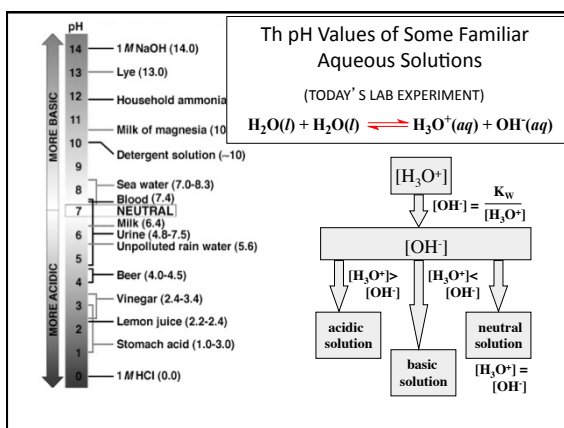 Th pH Values of Some Familiar
Aqueous Solutions
(TODAY'S LAB EXPERIMENT)
H₂O(l) + H₂O(l) ⇌ H₃O⁺(aq) + OH⁻(aq)
pH
MORE BASIC
MORE ACIDIC
14
1 M NaOH (14.0)
13
Lye (13.0)
12
Household ammonia
11
Milk of magnesia (10
10
Detergent solution (~10)
9
8
Sea water (7.0-8.3)
Blood (7.4)
7
NEUTRAL
Milk (6.4)
6
Urine (4.8-7.5)
Unpolluted rain water (5.6)
5
4
Beer (4.0-4.5)
3
Vinegar (2.4-3.4)
2
Lemon juice (2.2-2.4)
1
Stomach acid (1.0-3.0)
0
1 M HCl (0.0)
[H₃O⁺]
[OH⁻] = K_W / [H₃O⁺]
[OH⁻]
[H₃O⁺]>
[OH⁻]
[H₃O⁺]<
[OH⁻]
acidic
solution
basic
solution
neutral
solution
[H₃O⁺] =
[OH⁻]